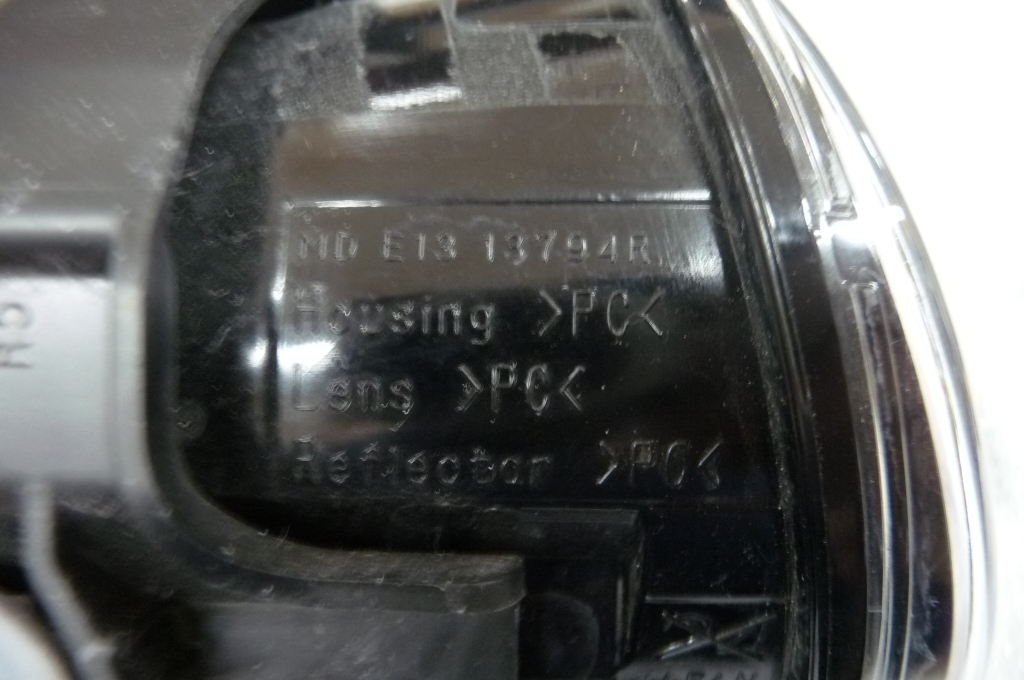 MD E13 13794R
Housing >PC<
Lens >PC<
Reflector >PC<